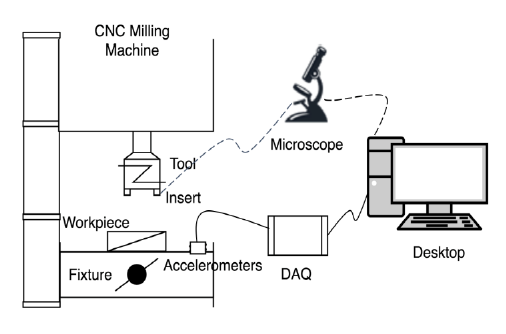 CNC Milling
Machine
Microscope
Tool
Insert
Workpiece
Accelerometers
Fixture
DAQ
Desktop